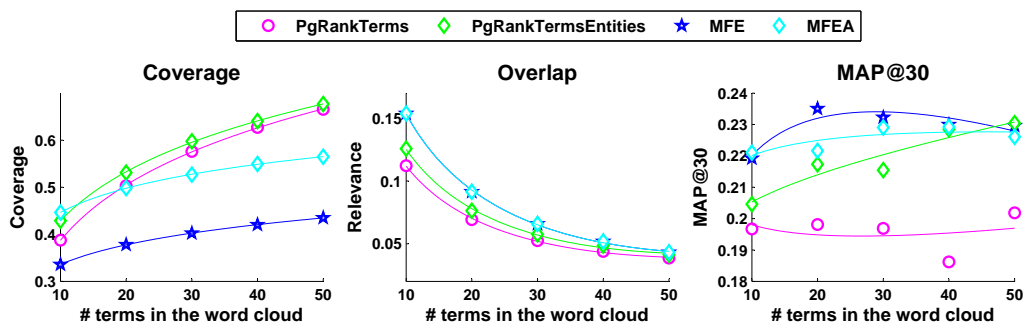 PgRankTerms PgRankTermsEntities MFE MFEA
Coverage
0.6
0.5
0.4
0.3
10 20 30 40 50
Coverage
# terms in the word cloud
Overlap
0.15
0.1
0.05
10 20 30 40 50
Relevance
# terms in the word cloud
MAP@30
0.24
0.23
0.22
0.21
0.2
0.19
0.18
10 20 30 40 50
MAP@30
# terms in the word cloud